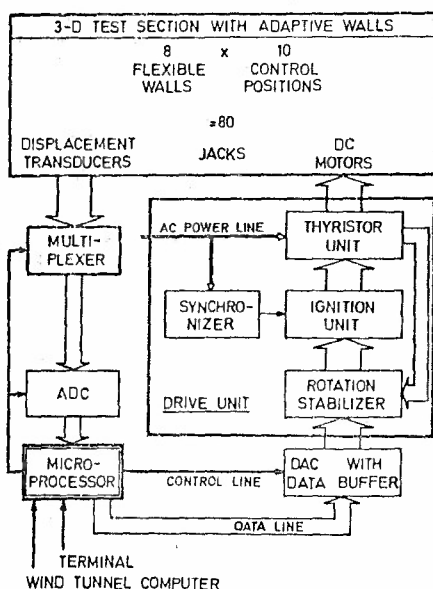 3-D TEST SECTION WITH ADAPTIVE WALLS
8 x 10
FLEXIBLE CONTROL
WALLS POSITIONS
=80
DISPLACEMENT
TRANSDUCERS
JACKS
DC
MOTORS
MULTI-
PLEXER
AC POWER LINE
THYRISTOR
UNIT
SYNCHRO-
NIZER
IGNITION
UNIT
ADC
DRIVE UNIT
ROTATION
STABILIZER
MICRO-
PROCESSOR
CONTROL LINE
DAC WITH
DATA BUFFER
DATA LINE
TERMINAL
WIND TUNNEL COMPUTER